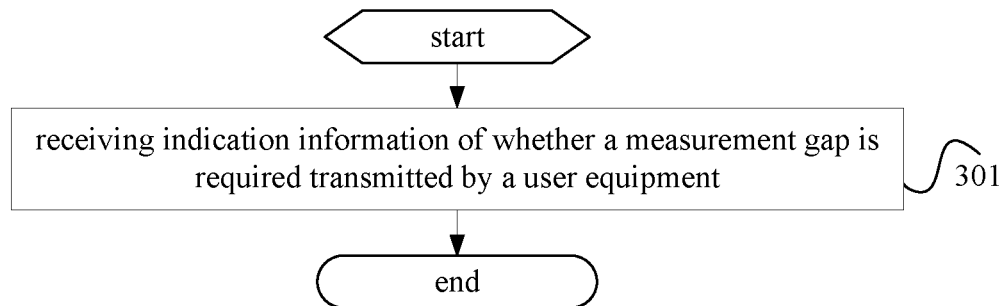 start
receiving indication information of whether a measurement gap is
required transmitted by a user equipment
301
end